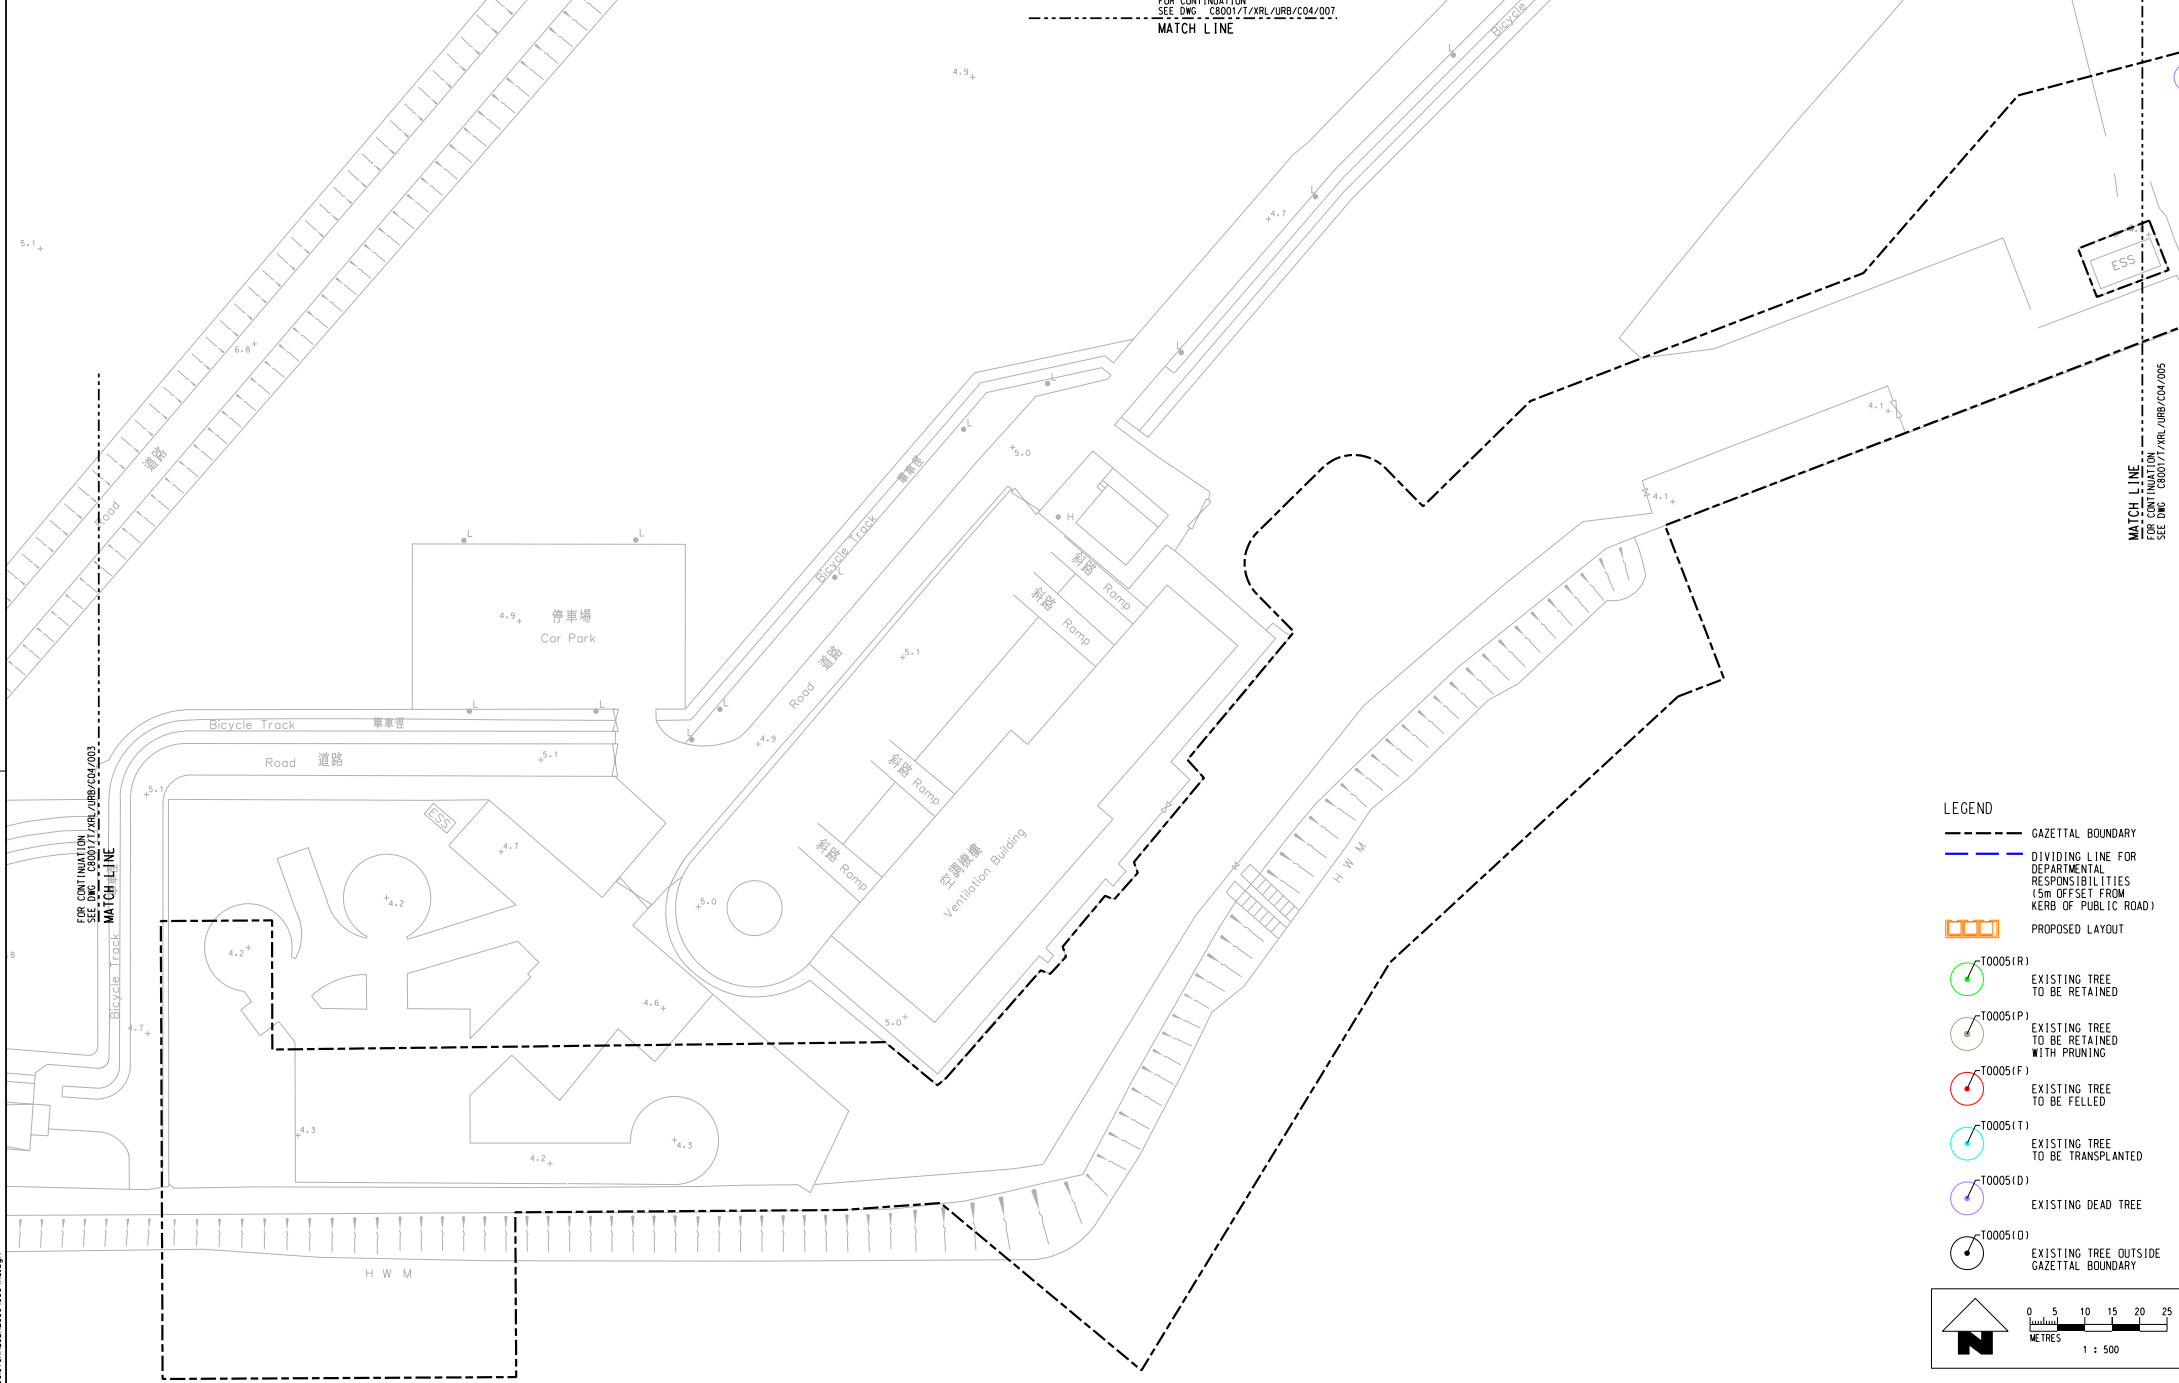 FOR CONTINUATION
SEE DWG C8001/T/XRL/URB/C04/007
MATCH LINE
Bicycle
L
4.9
L
4.7
5.1
4.1
ESS
6.8
L
L
L
4.1
道路
Road
單車徑
5.0
4.1
MATCH LINE
FOR CONTINUATION
SEE DWG C8001/T/XRL/URB/C04/005
H
L
L
Bicycle Track
L
斜路 Ramp
斜路 Ramp
4.9
停車場
Car Park
5.1
Road 道路
L
L
L
L
Bicycle Track 單車徑
Road 道路
5.1
4.9
斜路 Ramp
5.1
FOR CONTINUATION
SEE DWG C8001/T/XRL/URB/C04/003
MATCH LINE
ESS
4.7
斜路 Ramp
空調機樓
Ventilation Building
H W M
4.2
5.0
4.2
8
Bicycle Track
4.7
4.6
5.0
4.3
4.3
4.2
H W M
LEGEND
GAZETTAL BOUNDARY
DIVIDING LINE FOR
DEPARTMENTAL
RESPONSIBILITIES
(5m OFFSET FROM
KERB OF PUBLIC ROAD)
PROPOSED LAYOUT
T0005(R)
EXISTING TREE
TO BE RETAINED
T0005(P)
EXISTING TREE
TO BE RETAINED
WITH PRUNING
T0005(F)
EXISTING TREE
TO BE FELLED
T0005(T)
EXISTING TREE
TO BE TRANSPLANTED
T0005(D)
EXISTING DEAD TREE
T0005(O)
EXISTING TREE OUTSIDE
GAZETTAL BOUNDARY
N
0 5 10 15 20 25
METRES
1 : 500